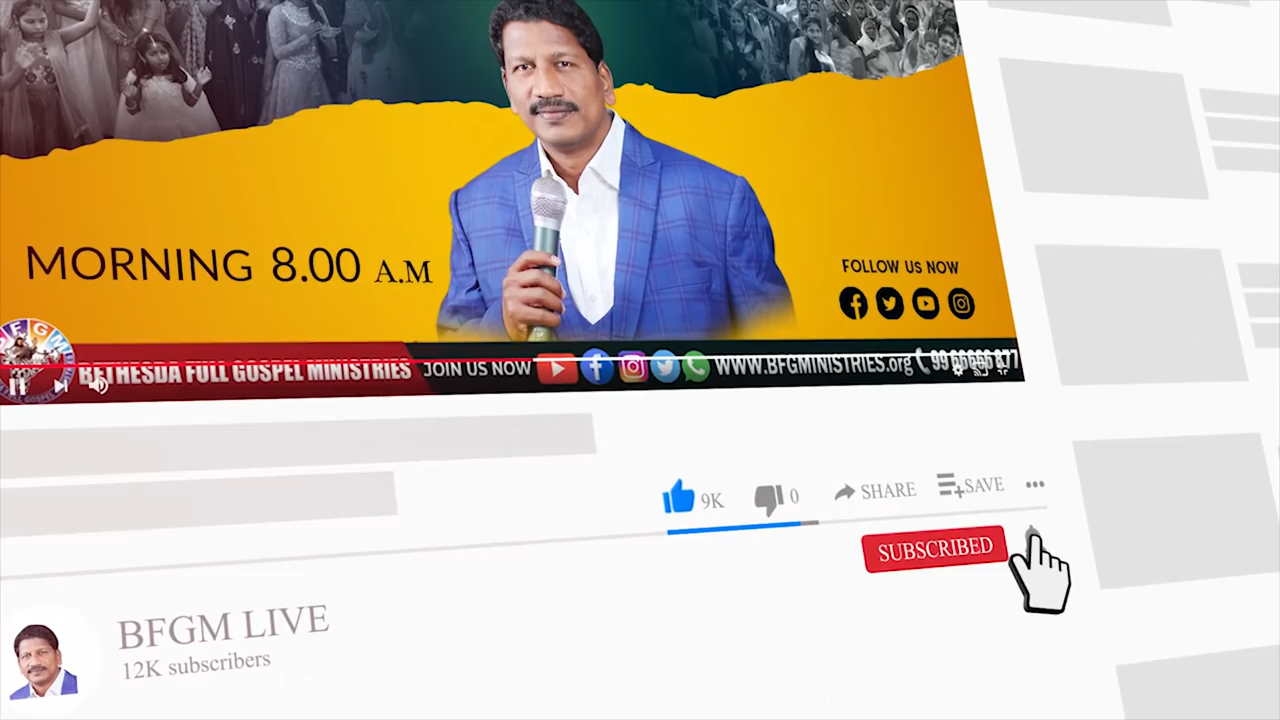 MORNING 8.00 A.M
FOLLOW US NOW
BFGM
BETHESDA FULL GOSPEL MINISTRIES
JOIN US NOW
WWW.BFGMINISTRIES.org
9K
0
SHARE
SAVE
SUBSCRIBED
BFGM LIVE
12K subscribers